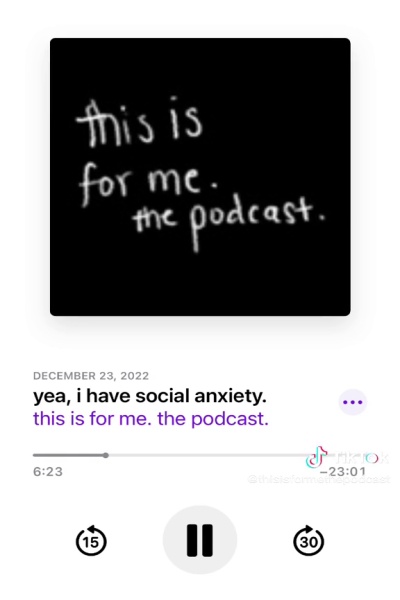 this is
for me.
the podcast.
DECEMBER 23, 2022
yea, i have social anxiety.
this is for me. the podcast.
TikTok
6:23
–23:01
@thisisformethepodcast
15
30